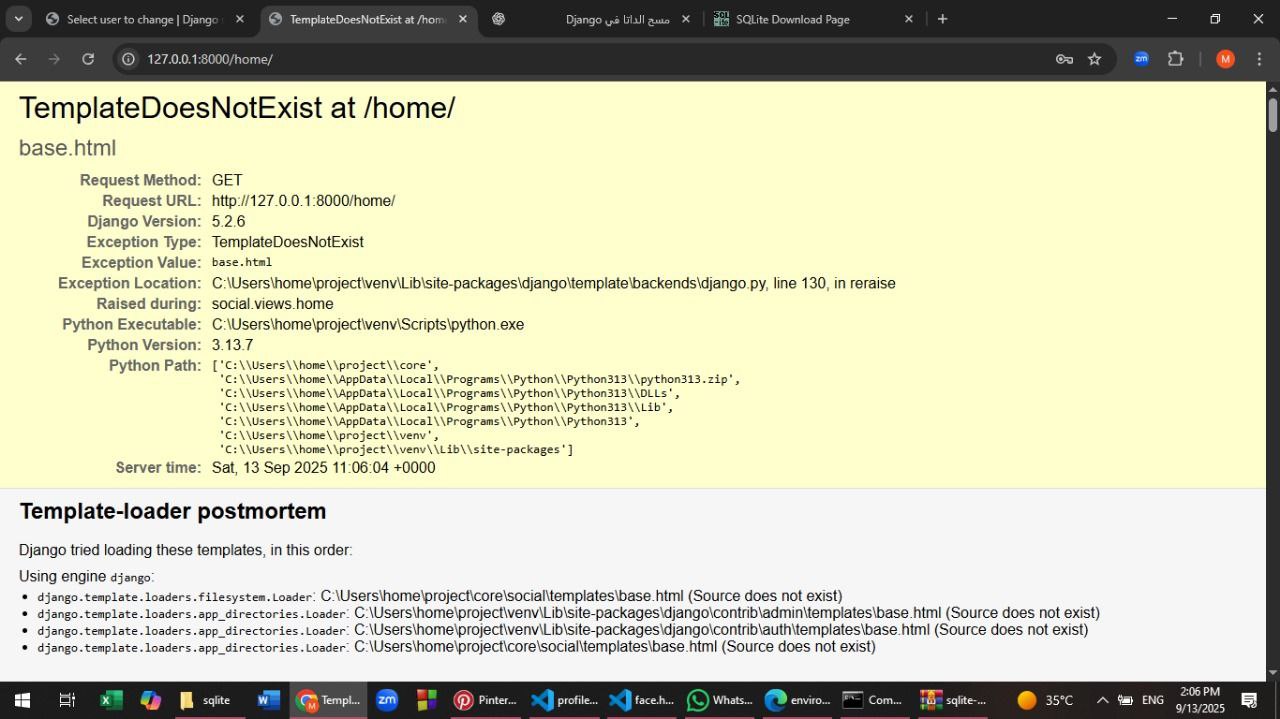 Select user to change | Django s
TemplateDoesNotExist at /home
مسح الداتا في Django
SQLite Download Page
127.0.0.1:8000/home/
zm
M
TemplateDoesNotExist at /home/
base.html
Request Method: GET
Request URL: http://127.0.0.1:8000/home/
Django Version: 5.2.6
Exception Type: TemplateDoesNotExist
Exception Value: base.html
Exception Location: C:\Users\home\project\venv\Lib\site-packages\django\template\backends\django.py, line 130, in reraise
Raised during: social.views.home
Python Executable: C:\Users\home\project\venv\Scripts\python.exe
Python Version: 3.13.7
Python Path: ['C:\\Users\\home\\project\\core',
'C:\\Users\\home\\AppData\\Local\\Programs\\Python\\Python313\\python313.zip',
'C:\\Users\\home\\AppData\\Local\\Programs\\Python\\Python313\\DLLs',
'C:\\Users\\home\\AppData\\Local\\Programs\\Python\\Python313\\Lib',
'C:\\Users\\home\\AppData\\Local\\Programs\\Python\\Python313',
'C:\\Users\\home\\project\\venv',
'C:\\Users\\home\\project\\venv\\Lib\\site-packages']
Server time: Sat, 13 Sep 2025 11:06:04 +0000
Template-loader postmortem
Django tried loading these templates, in this order:
Using engine django:
• django.template.loaders.filesystem.Loader: C:\Users\home\project\core\social\templates\base.html (Source does not exist)
• django.template.loaders.app_directories.Loader: C:\Users\home\project\venv\Lib\site-packages\django\contrib\admin\templates\base.html (Source does not exist)
• django.template.loaders.app_directories.Loader: C:\Users\home\project\venv\Lib\site-packages\django\contrib\auth\templates\base.html (Source does not exist)
• django.template.loaders.app_directories.Loader: C:\Users\home\project\core\social\templates\base.html (Source does not exist)
sqlite
Templ...
zm
Pinter...
profile...
face.h...
Whats...
enviro...
Com...
sqlite-...
35°C
ENG
2:06 PM
9/13/2025